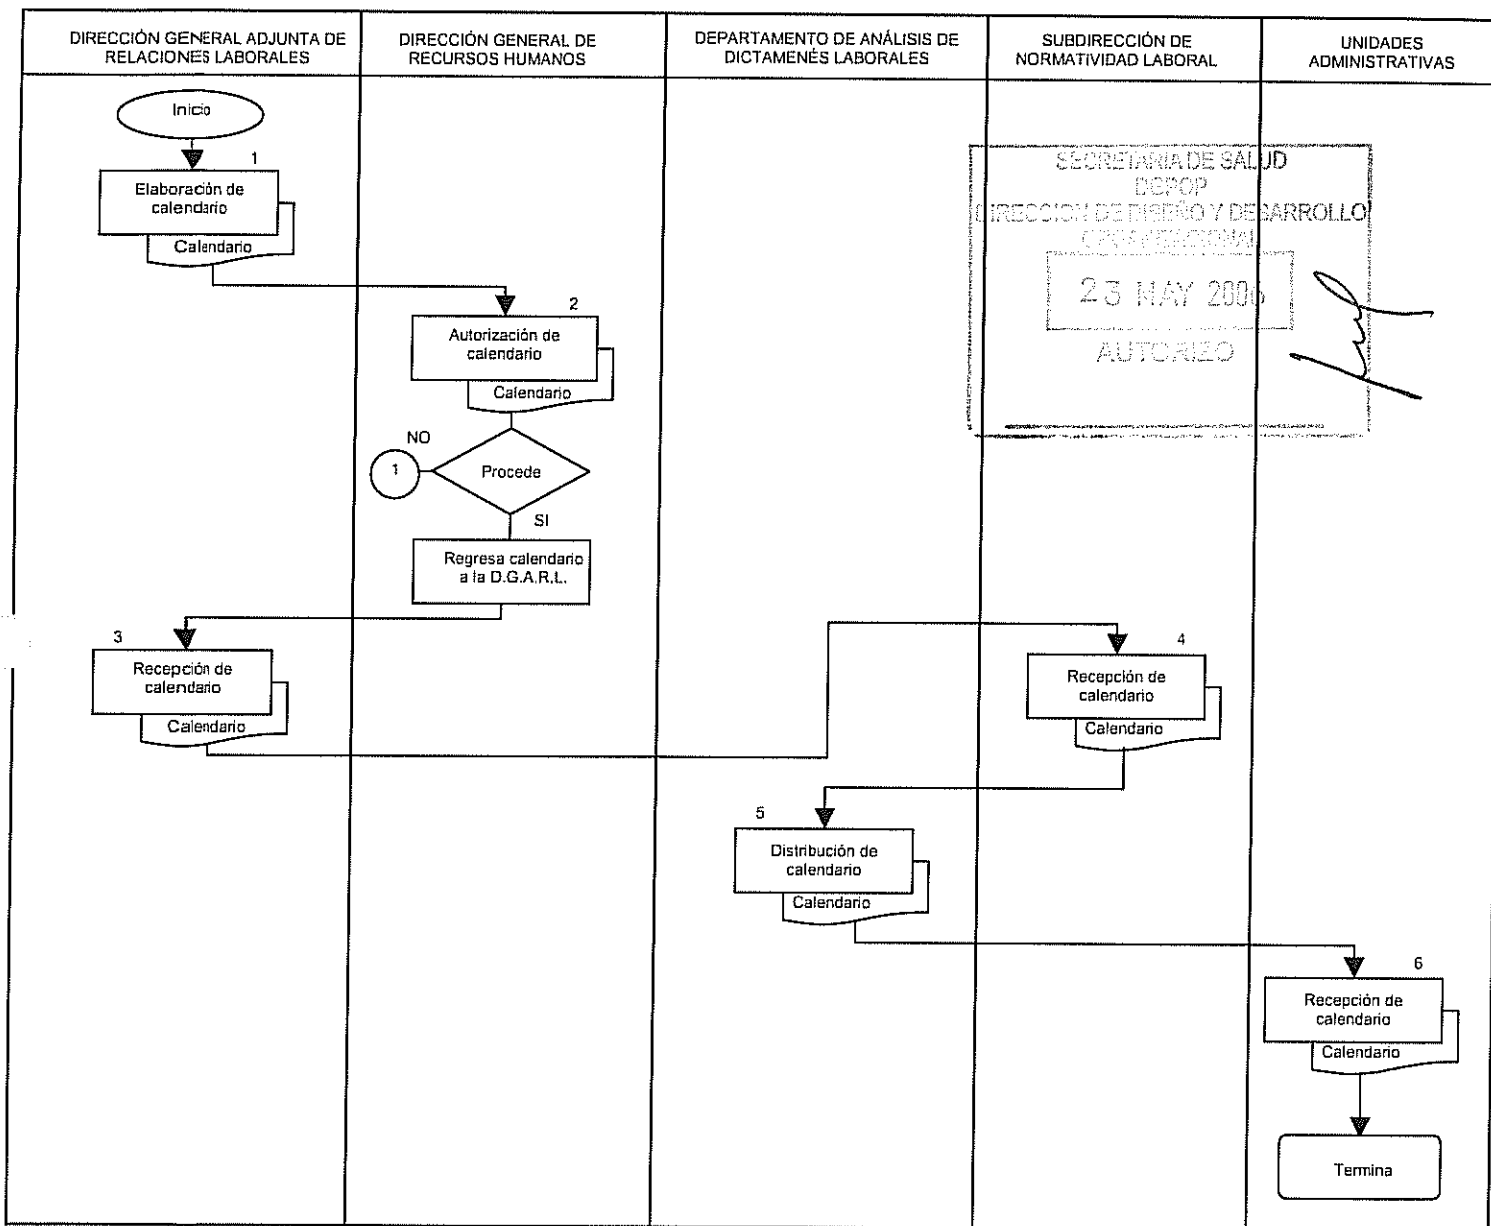 DIRECCIÓN GENERAL ADJUNTA DE
RELACIONES LABORALES
DIRECCIÓN GENERAL DE
RECURSOS HUMANOS
DEPARTAMENTO DE ANÁLISIS DE
DICTAMENÉS LABORALES
SUBDIRECCIÓN DE
NORMATIVIDAD LABORAL
UNIDADES
ADMINISTRATIVAS
Inicio
1
Elaboración de
calendario
Calendario
SECRETARIA DE SALUD
DGPOP
DIRECCION DE DISEÑO Y DESARROLLO
23 MAY 2006
AUTORIZO
2
Autorización de
calendario
Calendario
NO
1
Procede
SI
Regresa calendario
a la D.G.A.R.L.
3
Recepción de
calendario
Calendario
4
Recepción de
calendario
Calendario
5
Distribución de
calendario
Calendario
6
Recepción de
calendario
Calendario
Termina